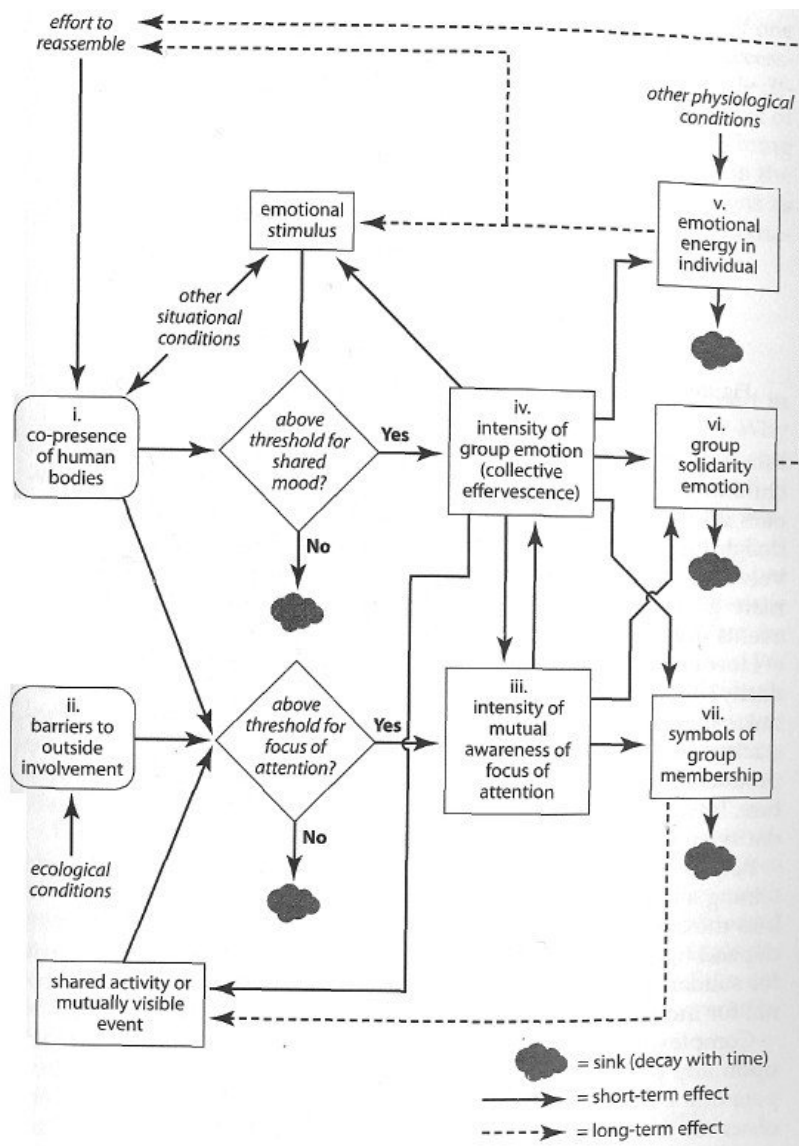 effort to
reassemble
other physiological
conditions
emotional
stimulus
v.
emotional
energy in
individual
other
situational
conditions
i.
co-presence
of human
bodies
above
threshold for
shared
mood?
Yes
No
iv.
intensity of
group emotion
(collective
effervescence)
vi.
group
solidarity
emotion
ii.
barriers to
outside
involvement
above
threshold for
focus of
attention?
Yes
No
iii.
intensity of
mutual
awareness of
focus of
attention
vii.
symbols of
group
membership
ecological
conditions
shared activity or
mutually visible
event
= sink (decay with time)
= short-term effect
= long-term effect